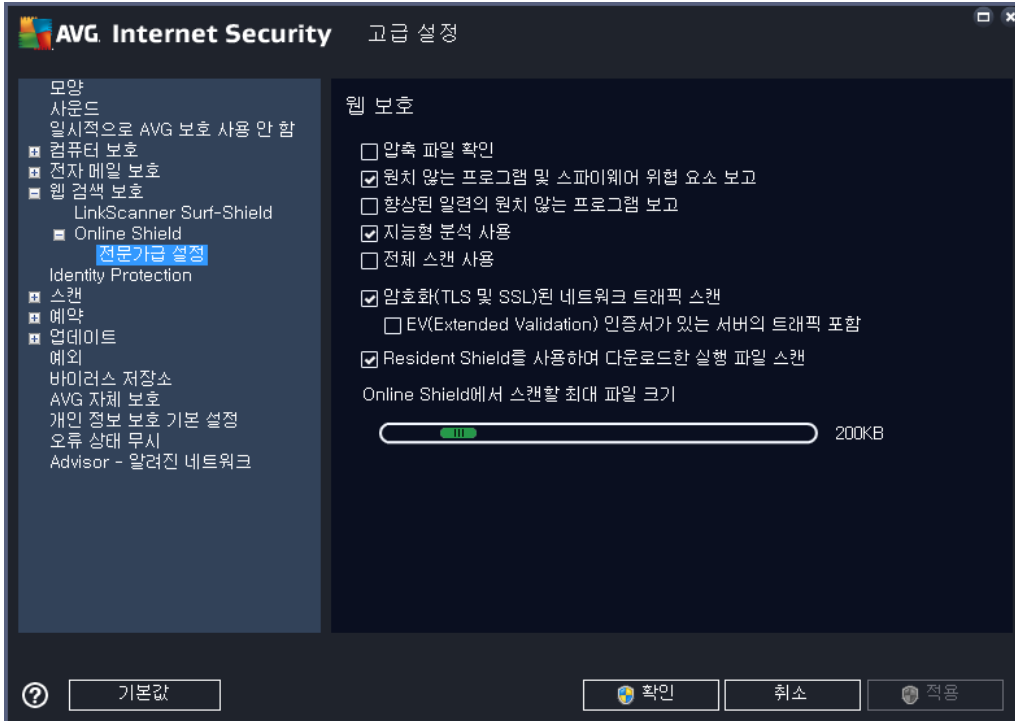 AVG. Internet Security 고급 설정
모양
사운드
일시적으로 AVG 보호 사용 안 함
컴퓨터 보호
전자 메일 보호
웹 검색 보호
LinkScanner Surf-Shield
Online Shield
전문가급 설정
Identity Protection
스캔
예약
업데이트
예외
바이러스 저장소
AVG 자체 보호
개인 정보 보호 기본 설정
오류 상태 무시
Advisor - 알려진 네트워크
웹 보호
압축 파일 확인
원치 않는 프로그램 및 스파이웨어 위협 요소 보고
향상된 일련의 원치 않는 프로그램 보고
지능형 분석 사용
전체 스캔 사용
암호화(TLS 및 SSL)된 네트워크 트래픽 스캔
EV(Extended Validation) 인증서가 있는 서버의 트래픽 포함
Resident Shield를 사용하여 다운로드한 실행 파일 스캔
Online Shield에서 스캔할 최대 파일 크기
200KB
기본값
확인
취소
적용